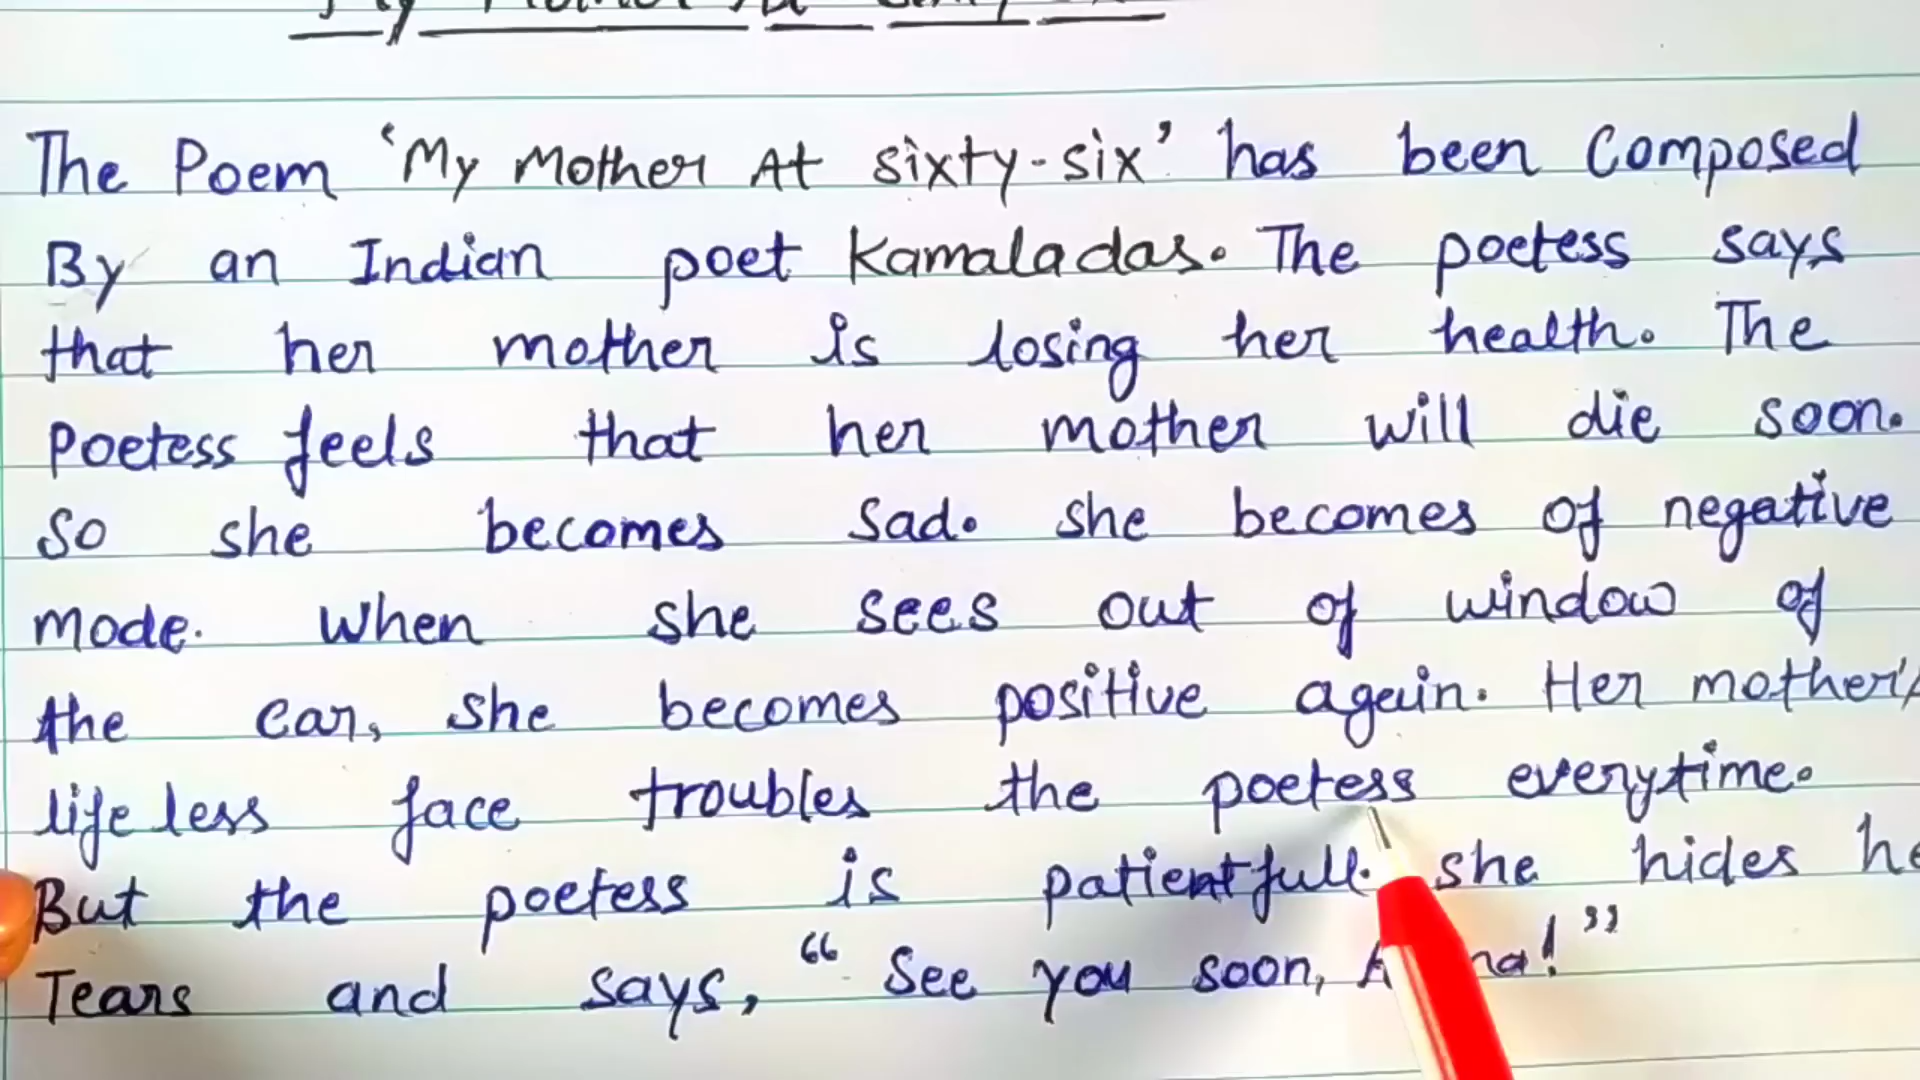 The Poem 'My Mother At sixty-six' has been Composed
By an Indian poet Kamaladas. The poetess says
that her mother is losing her health. The
Poetess feels that her mother will die soon.
So she becomes sad. she becomes of negative
mode. When she sees out of window of
the car, she becomes positive again. Her mother's
lifeless face troubles the poetess everytime.
But the poetess is patientfull. she hides he
Tears and says, "See you soon,